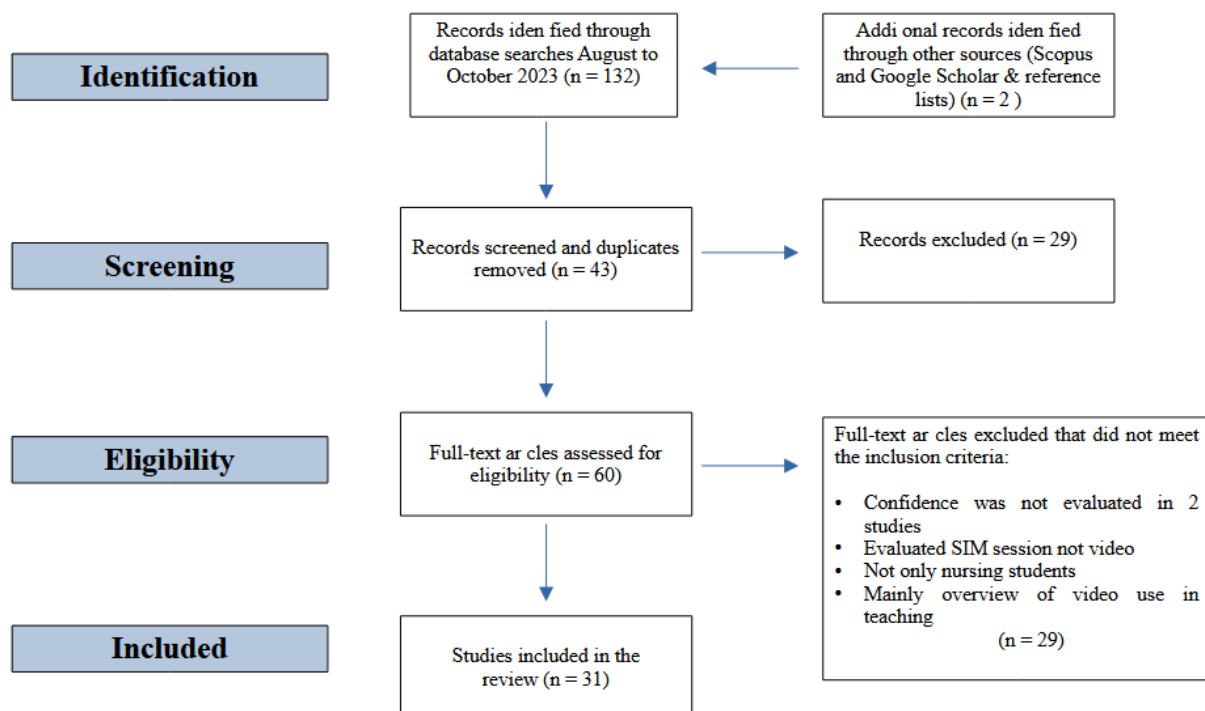 Identification
Records iden fied through
database searches August to
October 2023 (n = 132)
Addi onal records iden fied
through other sources (Scopus
and Google Scholar & reference
lists) (n = 2 )
Screening
Records screened and duplicates
removed (n = 43)
Records excluded (n = 29)
Eligibility
Full-text ar cles assessed for
eligibility (n = 60)
Full-text ar cles excluded that did not meet
the inclusion criteria:
• Confidence was not evaluated in 2
studies
• Evaluated SIM session not video
• Not only nursing students
• Mainly overview of video use in
teaching
(n = 29)
Included
Studies included in the
review (n = 31)